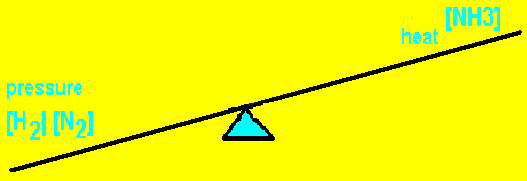 [NH3]
heat
pressure
[H2] [N2]